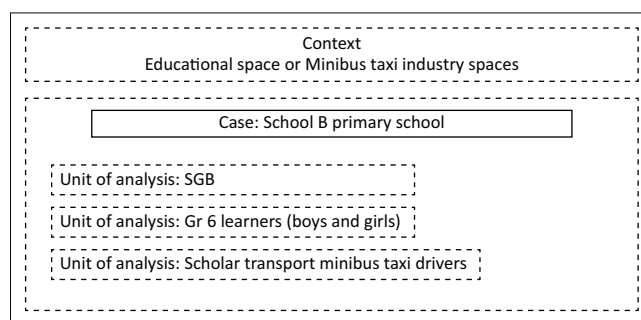 Context
Educational space or Minibus taxi industry spaces
Case: School B primary school
Unit of analysis: SGB
Unit of analysis: Gr 6 learners (boys and girls)
Unit of analysis: Scholar transport minibus taxi drivers